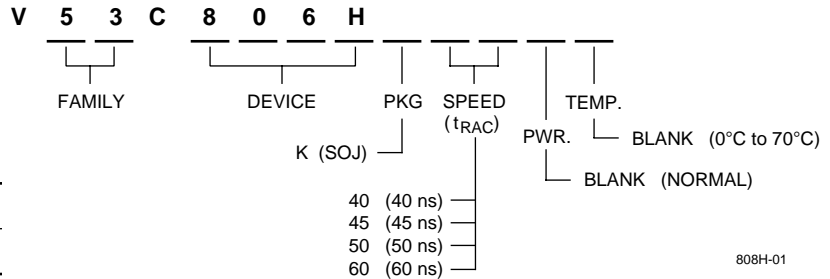 V 5 3 C 8 0 6 H
FAMILY DEVICE PKG SPEED (tRAC) PWR. TEMP.
K (SOJ)
BLANK (0°C to 70°C)
BLANK (NORMAL)
40 (40 ns)
45 (45 ns)
50 (50 ns)
60 (60 ns)
808H-01